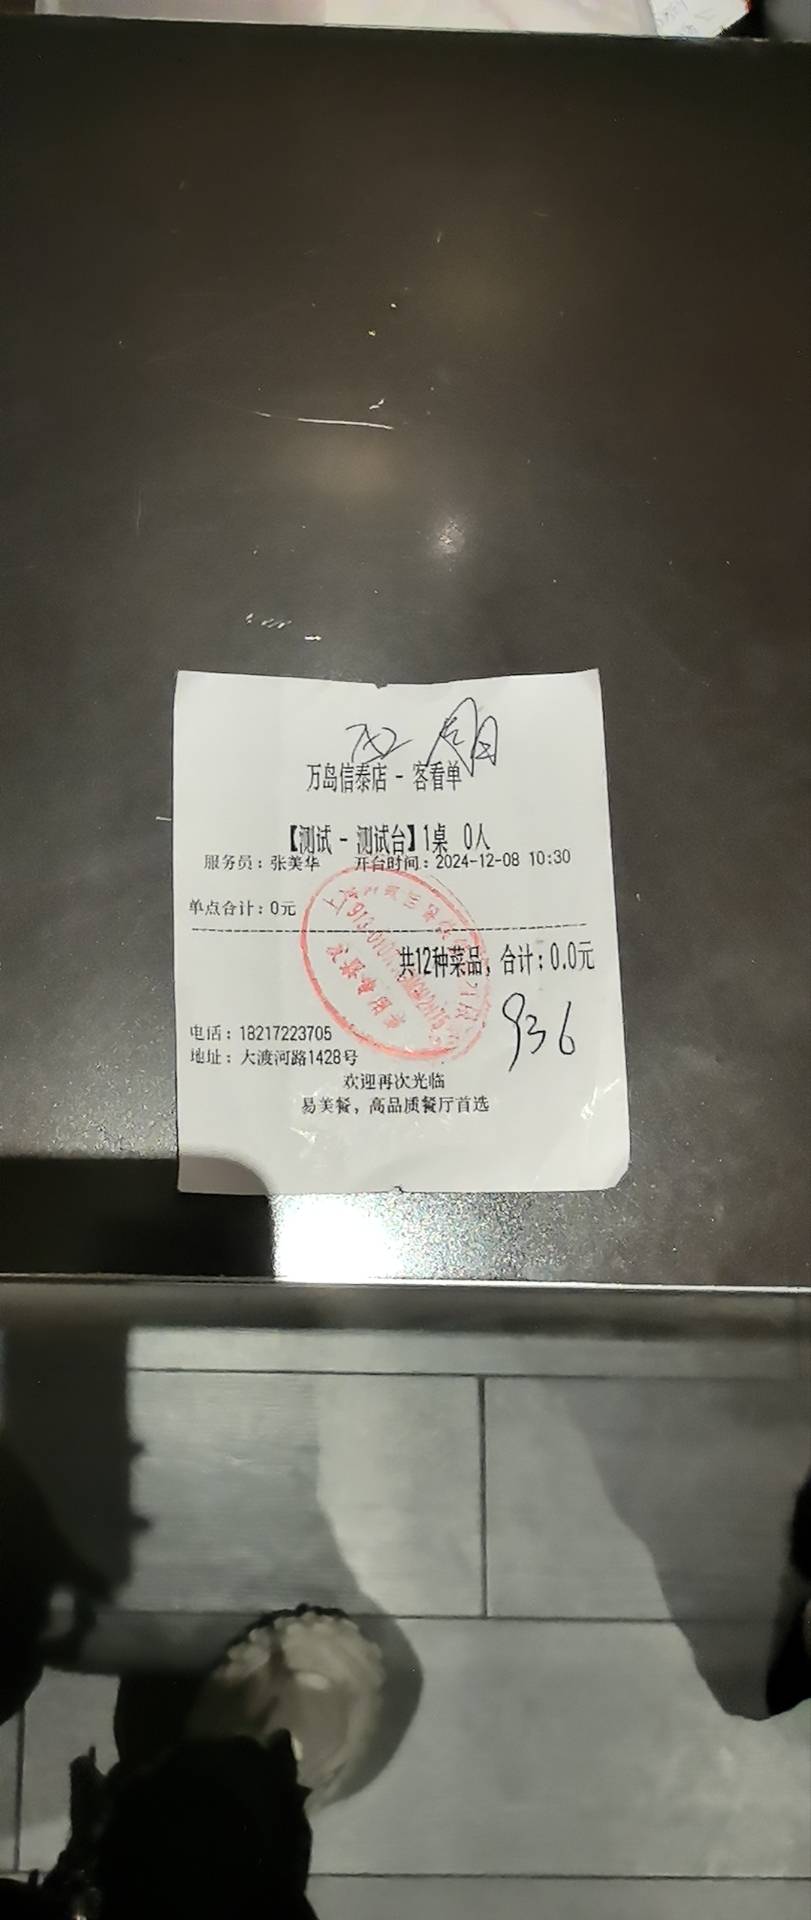 万岛信泰店 - 客看单
【测试 - 测试台】1桌 0人
服务员：张美华 开台时间：2024-12-08 10:30
单点合计：0元
共12种菜品，合计：0.0元
936
电话：18217223705
地址：大渡河路1428号
欢迎再次光临
易美餐，高品质餐厅首选